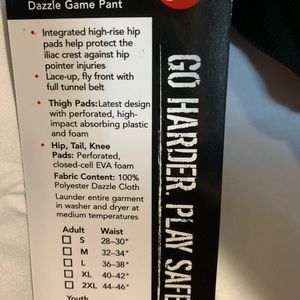 Dazzle Game Pant
• Integrated high-rise hip
pads help protect the
iliac crest against hip
pointer injuries
• Lace-up, fly front with
full tunnel belt
• Thigh Pads:Latest design
with perforated, high-
impact absorbing plastic
and foam
• Hip, Tail, Knee
Pads: Perforated,
closed-cell EVA foam
Fabric Content: 100%
Polyester Dazzle Cloth
Launder entire garment
in washer and dryer at
medium temperatures
Adult Waist
S 28–30"
M 32–34"
L 36–38"
XL 40–42"
2XL 44–46"
Youth
GO HARDER. PLAY SAFE